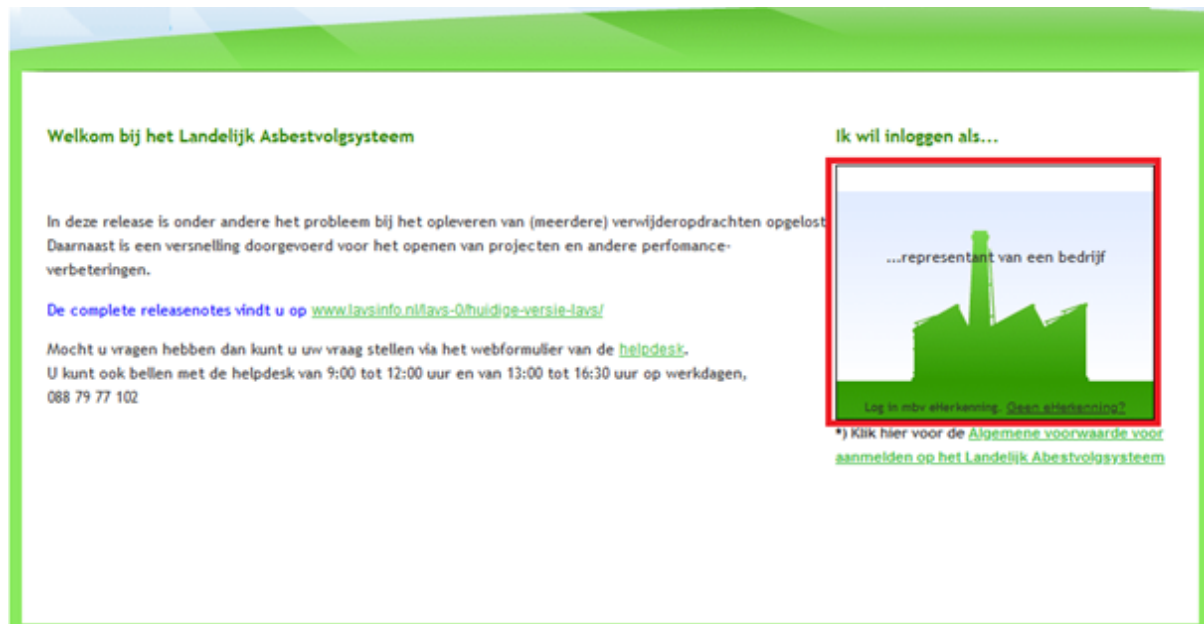 Welkom bij het Landelijk Asbestvolgsysteem
In deze release is onder andere het probleem bij het opleveren van (meerdere) verwijderopdrachten opgelost
Daarnaast is een versnelling doorgevoerd voor het openen van projecten en andere perfomance-
verbeteringen.
De complete releasenotes vindt u op www.lavsinfo.nl/lavs-0/huidige-versie-lavs/
Mocht u vragen hebben dan kunt u uw vraag stellen via het webformulier van de helpdesk.
U kunt ook bellen met de helpdesk van 9:00 tot 12:00 uur en van 13:00 tot 16:30 uur op werkdagen,
088 79 77 102
Ik wil inloggen als...
...representant van een bedrijf
Log in mbv eHerkenning. Geen eHerkenning?
*) Klik hier voor de Algemene voorwaarde voor
aanmelden op het Landelijk Abestvolgsysteem